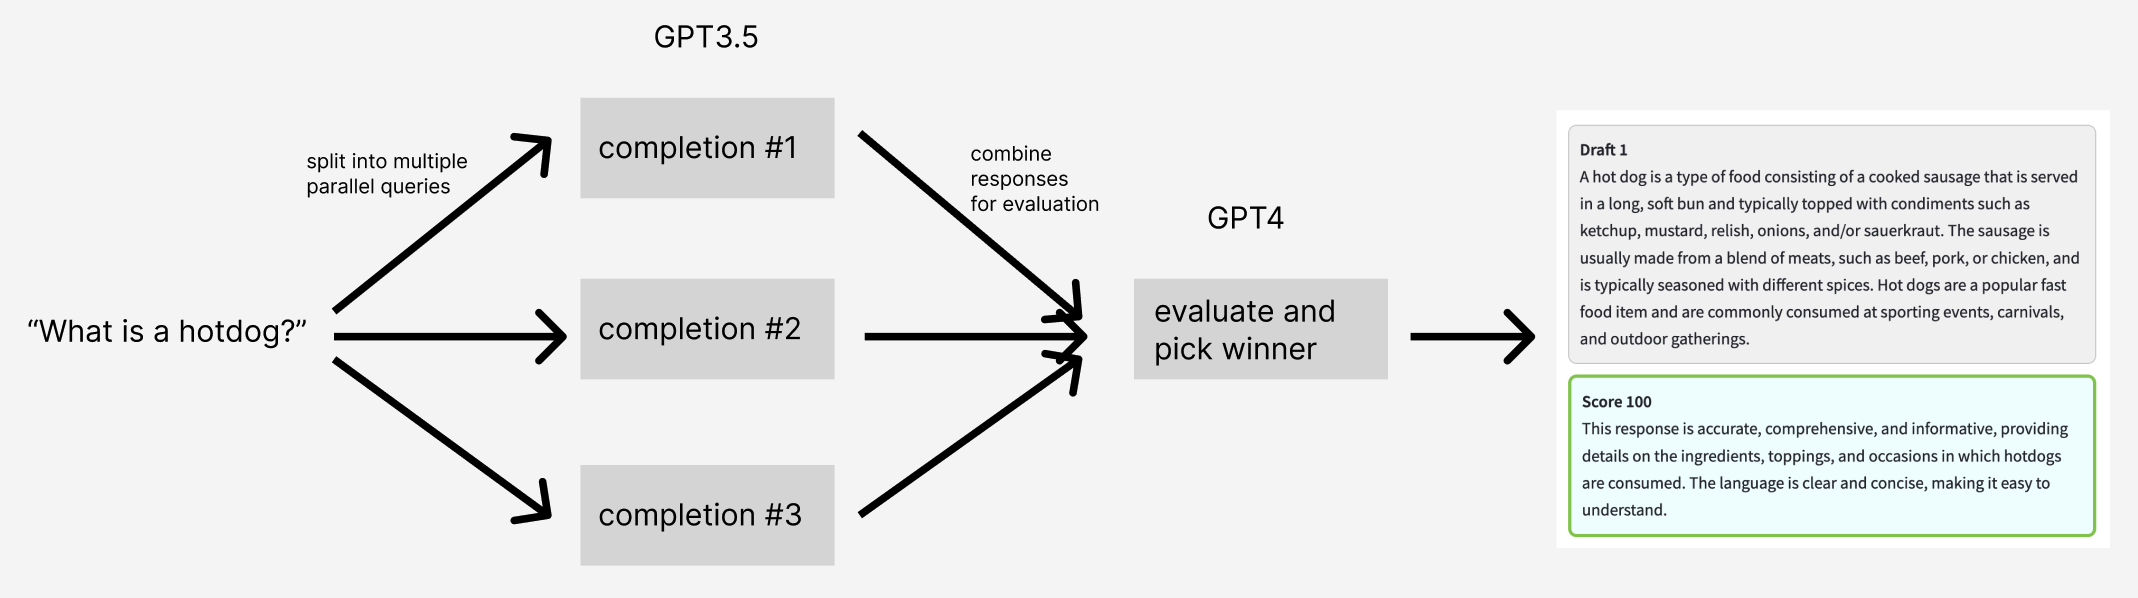 GPT3.5
split into multiple
parallel queries
completion #1
combine
responses
for evaluation
GPT4
“What is a hotdog?”
completion #2
evaluate and
pick winner
completion #3
Draft 1
A hot dog is a type of food consisting of a cooked sausage that is served
in a long, soft bun and typically topped with condiments such as
ketchup, mustard, relish, onions, and/or sauerkraut. The sausage is
usually made from a blend of meats, such as beef, pork, or chicken, and
is typically seasoned with different spices. Hot dogs are a popular fast
food item and are commonly consumed at sporting events, carnivals,
and outdoor gatherings.
Score 100
This response is accurate, comprehensive, and informative, providing
details on the ingredients, toppings, and occasions in which hotdogs
are consumed. The language is clear and concise, making it easy to
understand.